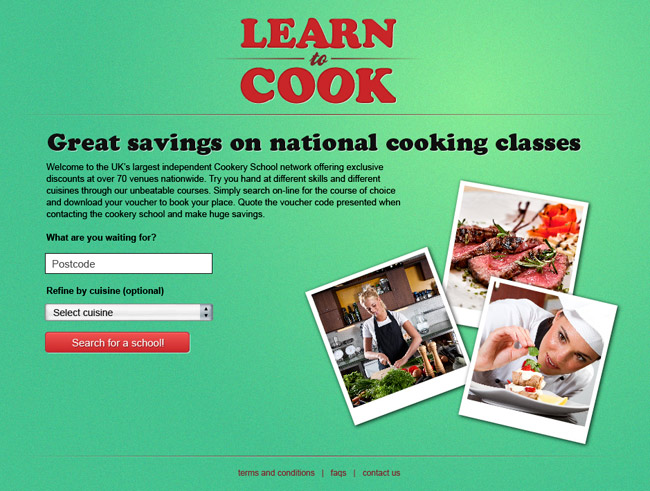 LEARN
to
COOK
Great savings on national cooking classes
Welcome to the UK's largest independent Cookery School network offering exclusive
discounts at over 70 venues nationwide. Try you hand at different skills and different
cuisines through our unbeatable courses. Simply search on-line for the course of choice
and download your voucher to book your place. Quote the voucher code presented when
contacting the cookery school and make huge savings.
What are you waiting for?
Postcode
Refine by cuisine (optional)
Select cuisine
Search for a school!
terms and conditions | faqs | contact us